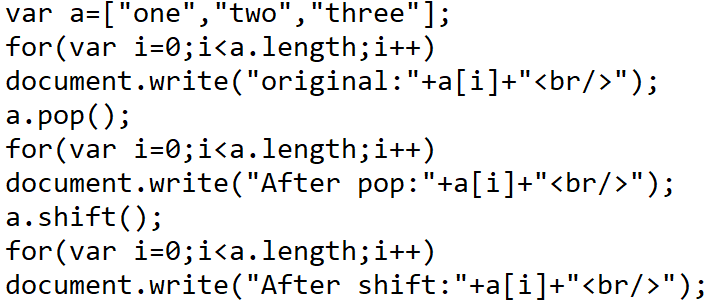 var a=["one","two","three"];
for(var i=0;i<a.length;i++)
document.write("original:"+a[i]+"<br/>");
a.pop();
for(var i=0;i<a.length;i++)
document.write("After pop:"+a[i]+"<br/>");
a.shift();
for(var i=0;i<a.length;i++)
document.write("After shift:"+a[i]+"<br/>");